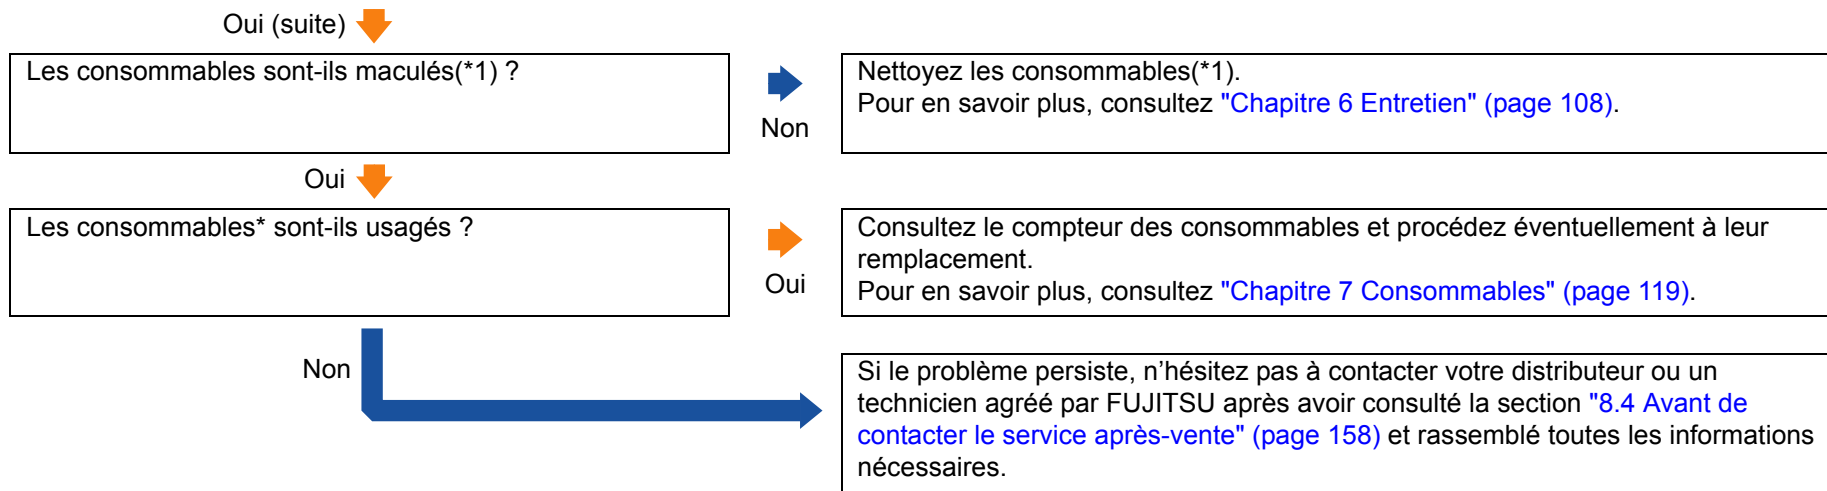 Oui (suite)
Les consommables sont-ils maculés(*1) ?
Non
Nettoyez les consommables(*1).
Pour en savoir plus, consultez "Chapitre 6 Entretien" (page 108).
Oui
Les consommables* sont-ils usagés ?
Oui
Consultez le compteur des consommables et procédez éventuellement à leur
remplacement.
Pour en savoir plus, consultez "Chapitre 7 Consommables" (page 119).
Non
Si le problème persiste, n’hésitez pas à contacter votre distributeur ou un
technicien agréé par FUJITSU après avoir consulté la section "8.4 Avant de
contacter le service après-vente" (page 158) et rassemblé toutes les informations
nécessaires.